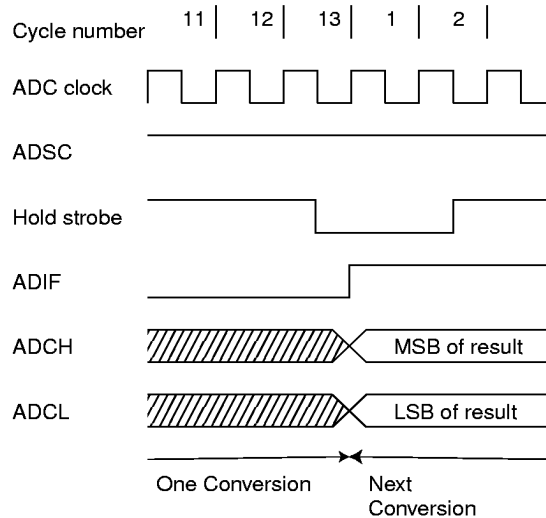 Cycle number 11 12 13 1 2
ADC clock
ADSC
Hold strobe
ADIF
ADCH MSB of result
ADCL LSB of result
One Conversion Next
Conversion